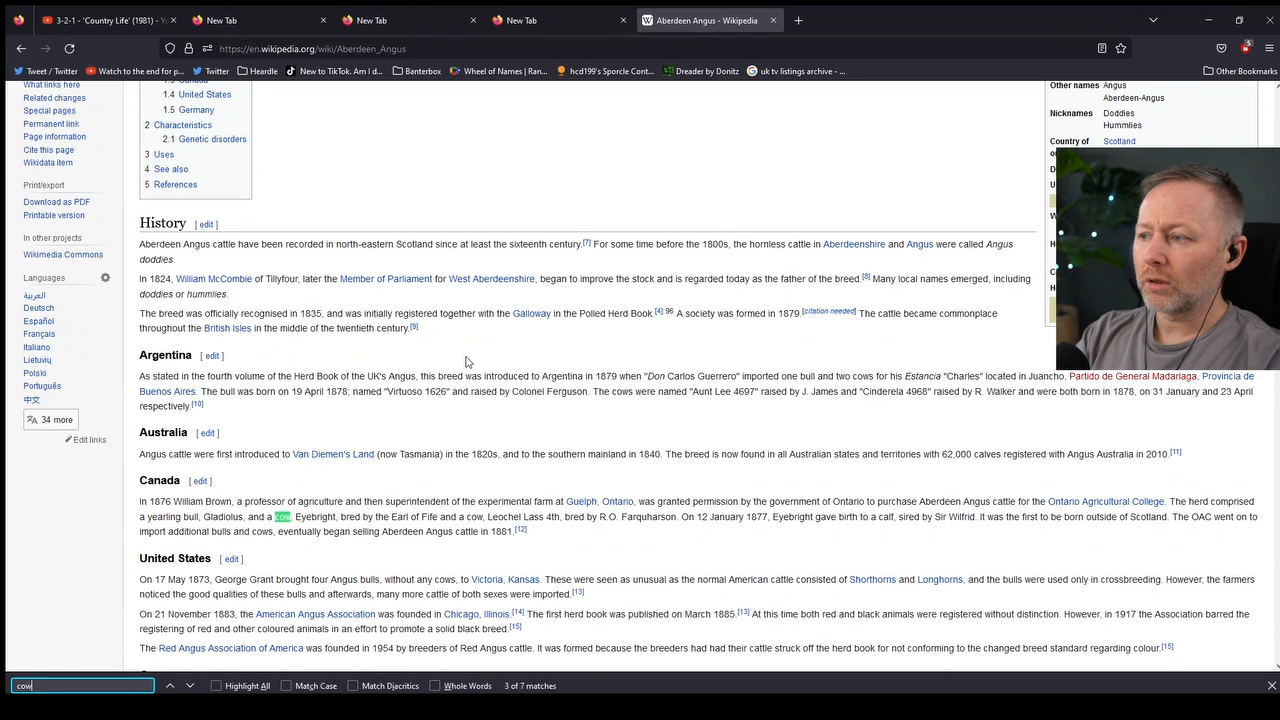 3-2-1 - 'Country Life' (1981) - Yo
New Tab
New Tab
New Tab
Aberdeen Angus - Wikipedia
https://en.wikipedia.org/wiki/Aberdeen_Angus
5
Tweet / Twitter
Watch to the end for p...
Twitter
Heardle
New to TikTok. Am I d...
Banterbox
Wheel of Names | Ran...
hcd199's Sporcle Cont...
Dreader by Donitz
uk tv listings archive - ...
Other Bookmarks
What links here
Related changes
Special pages
Permanent link
Page information
Cite this page
Wikidata item
Print/export
Download as PDF
Printable version
In other projects
Wikimedia Commons
Languages
العربية
Deutsch
Español
Français
Italiano
Lietuvių
Polski
Português
中文
34 more
Edit links
1.3 Canada
1.4 United States
1.5 Germany
2 Characteristics
2.1 Genetic disorders
3 Uses
4 See also
5 References
Other names Angus
Aberdeen-Angus
Nicknames Doddies
Hummlies
Country of Scotland
History [ edit ]
Aberdeen Angus cattle have been recorded in north-eastern Scotland since at least the sixteenth century.[7] For some time before the 1800s, the hornless cattle in Aberdeenshire and Angus were called Angus
doddies.
In 1824, William McCombie of Tillyfour, later the Member of Parliament for West Aberdeenshire, began to improve the stock and is regarded today as the father of the breed.[8] Many local names emerged, including
doddies or hummlies.
The breed was officially recognised in 1835, and was initially registered together with the Galloway in the Polled Herd Book.[4]:96 A society was formed in 1879.[citation needed] The cattle became commonplace
throughout the British Isles in the middle of the twentieth century.[9]
Argentina [ edit ]
As stated in the fourth volume of the Herd Book of the UK's Angus, this breed was introduced to Argentina in 1879 when "Don Carlos Guerrero" imported one bull and two cows for his Estancia "Charles" located in Juancho, Partido de General Madariaga, Provincia de
Buenos Aires. The bull was born on 19 April 1878; named "Virtuoso 1626" and raised by Colonel Ferguson. The cows were named "Aunt Lee 4697" raised by J. James and "Cinderela 4968" raised by R. Walker and were both born in 1878, on 31 January and 23 April
respectively.[10]
Australia [ edit ]
Angus cattle were first introduced to Van Diemen's Land (now Tasmania) in the 1820s, and to the southern mainland in 1840. The breed is now found in all Australian states and territories with 62,000 calves registered with Angus Australia in 2010.[11]
Canada [ edit ]
In 1876 William Brown, a professor of agriculture and then superintendent of the experimental farm at Guelph, Ontario, was granted permission by the government of Ontario to purchase Aberdeen Angus cattle for the Ontario Agricultural College. The herd comprised
a yearling bull, Gladiolus, and a cow, Eyebright, bred by the Earl of Fife and a cow, Leochel Lass 4th, bred by R.O. Farquharson. On 12 January 1877, Eyebright gave birth to a calf, sired by Sir Wilfrid. It was the first to be born outside of Scotland. The OAC went on to
import additional bulls and cows, eventually began selling Aberdeen Angus cattle in 1881.[12]
United States [ edit ]
On 17 May 1873, George Grant brought four Angus bulls, without any cows, to Victoria, Kansas. These were seen as unusual as the normal American cattle consisted of Shorthorns and Longhorns, and the bulls were used only in crossbreeding. However, the farmers
noticed the good qualities of these bulls and afterwards, many more cattle of both sexes were imported.[13]
On 21 November 1883, the American Angus Association was founded in Chicago, Illinois.[14] The first herd book was published on March 1885.[13] At this time both red and black animals were registered without distinction. However, in 1917 the Association barred the
registering of red and other coloured animals in an effort to promote a solid black breed.[15]
The Red Angus Association of America was founded in 1954 by breeders of Red Angus cattle. It was formed because the breeders had had their cattle struck off the herd book for not conforming to the changed breed standard regarding colour.[15]
cow
Highlight All
Match Case
Match Diacritics
Whole Words
3 of 7 matches